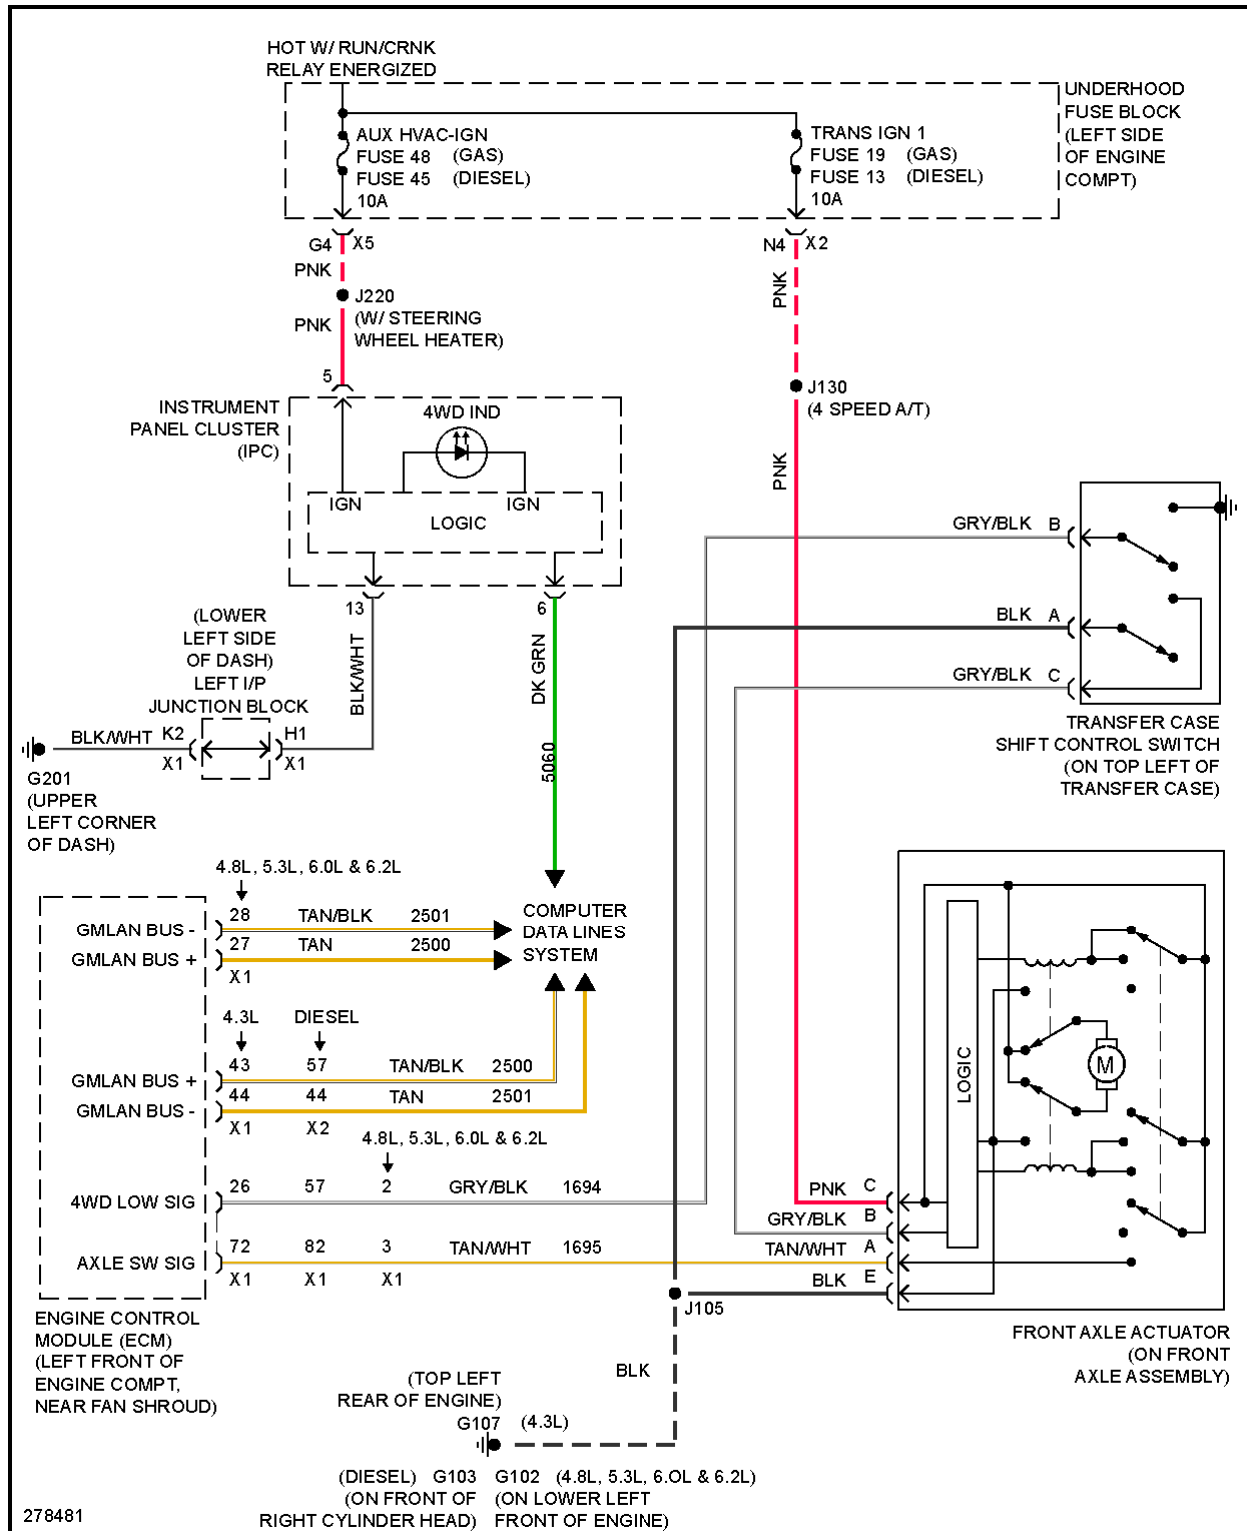 HOT W/ RUN/CRNK
RELAY ENERGIZED
UNDERHOOD
FUSE BLOCK
(LEFT SIDE
OF ENGINE
COMPT)
AUX HVAC-IGN
FUSE 48 (GAS)
FUSE 45 (DIESEL)
10A
TRANS IGN 1
FUSE 19 (GAS)
FUSE 13 (DIESEL)
10A
G4 X5
N4 X2
PNK
PNK
J220
(W/ STEERING
WHEEL HEATER)
PNK
5
J130
(4 SPEED A/T)
PNK
INSTRUMENT
PANEL CLUSTER
(IPC)
4WD IND
IGN
IGN
LOGIC
13
6
BLK/WHT
DK GRN
5060
(LOWER
LEFT SIDE
OF DASH)
LEFT I/P
JUNCTION BLOCK
BLK/WHT K2 H1
X1 X1
G201
(UPPER
LEFT CORNER
OF DASH)
GRY/BLK B
BLK A
GRY/BLK C
TRANSFER CASE
SHIFT CONTROL SWITCH
(ON TOP LEFT OF
TRANSFER CASE)
4.8L, 5.3L, 6.0L & 6.2L
GMLAN BUS - 28 TAN/BLK 2501
GMLAN BUS + 27 TAN 2500
X1
COMPUTER
DATA LINES
SYSTEM
4.3L DIESEL
GMLAN BUS + 43 57 TAN/BLK 2500
GMLAN BUS - 44 44 TAN 2501
X1 X2
4.8L, 5.3L, 6.0L & 6.2L
4WD LOW SIG 26 57 2 GRY/BLK 1694
AXLE SW SIG 72 82 3 TAN/WHT 1695
X1 X1 X1
ENGINE CONTROL
MODULE (ECM)
(LEFT FRONT OF
ENGINE COMPT,
NEAR FAN SHROUD)
LOGIC
M
PNK C
GRY/BLK B
TAN/WHT A
BLK E
J105
FRONT AXLE ACTUATOR
(ON FRONT
AXLE ASSEMBLY)
BLK
(TOP LEFT
REAR OF ENGINE)
G107 (4.3L)
(DIESEL) G103
(ON FRONT OF
RIGHT CYLINDER HEAD)
G102 (4.8L, 5.3L, 6.OL & 6.2L)
(ON LOWER LEFT
FRONT OF ENGINE)
278481